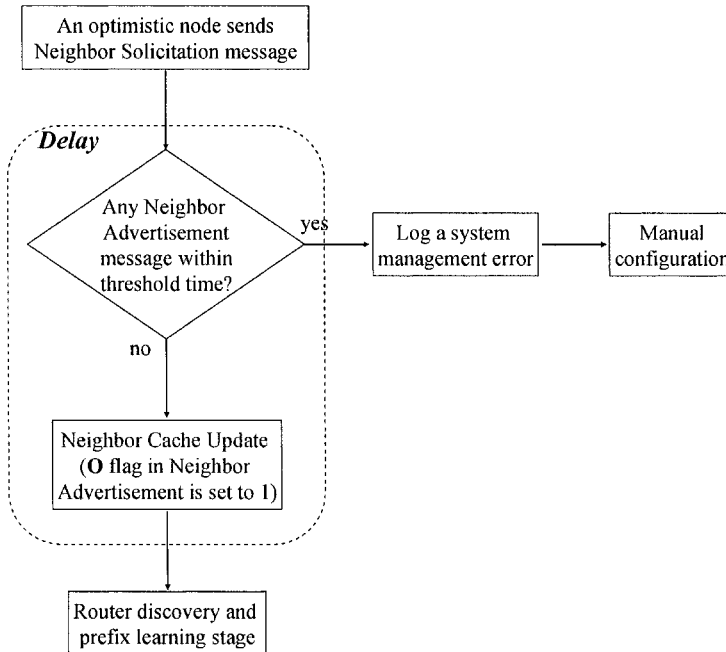 An optimistic node sends
Neighbor Solicitation message
Delay
Any Neighbor
Advertisement
message within
threshold time?
yes
Log a system
management error
Manual
configuration
no
Neighbor Cache Update
(O flag in Neighbor
Advertisement is set to 1)
Router discovery and
prefix learning stage